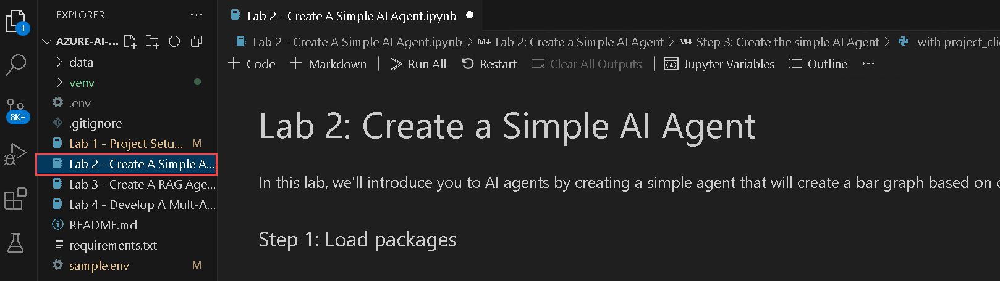 EXPLORER ···
1
AZURE-AI-...
data
venv
.env
.gitignore
Lab 1 - Project Setu... M
Lab 2 - Create A Simple A...
Lab 3 - Create A RAG Age...
Lab 4 - Develop A Mult-A...
README.md
requirements.txt
sample.env M
8K+
Lab 2 - Create A Simple AI Agent.ipynb
Lab 2 - Create A Simple AI Agent.ipynb > M↓ Lab 2: Create a Simple AI Agent > M↓ Step 3: Create the simple AI Agent > with project_cli
+ Code + Markdown | Run All Restart Clear All Outputs | (x) Jupyter Variables Outline ···
Lab 2: Create a Simple AI Agent
In this lab, we'll introduce you to AI agents by creating a simple agent that will create a bar graph based on
Step 1: Load packages